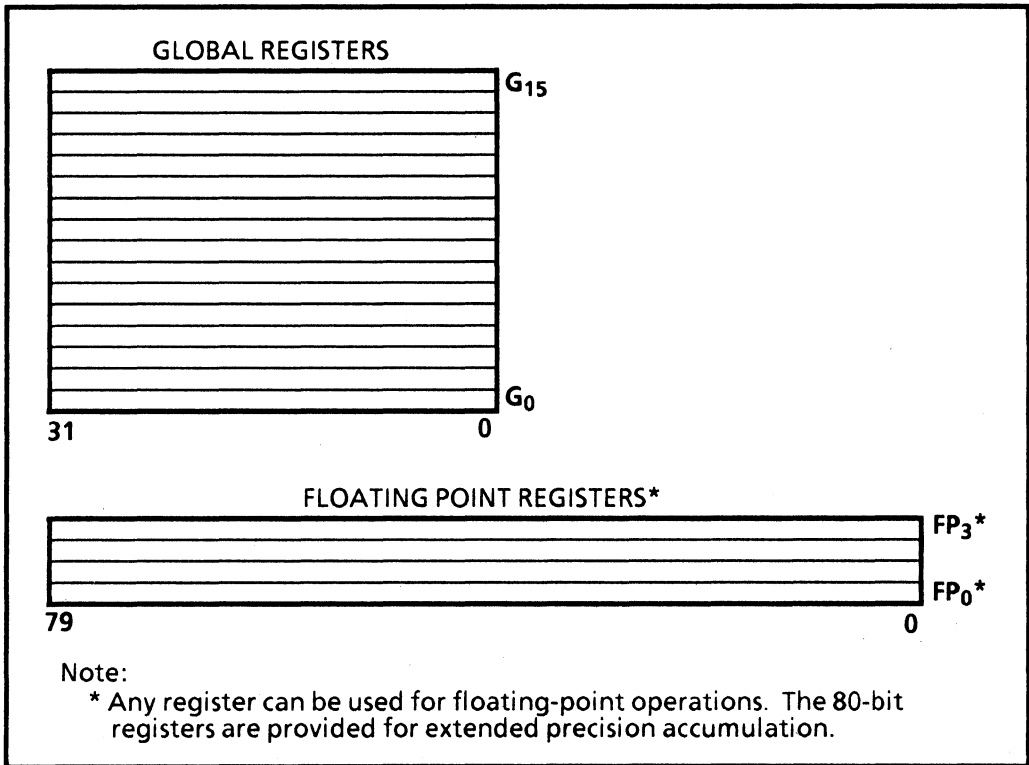 GLOBAL REGISTERS
G15
G0
31 0
FLOATING POINT REGISTERS*
FP3*
FP0*
79 0
Note:
* Any register can be used for floating-point operations. The 80-bit
registers are provided for extended precision accumulation.